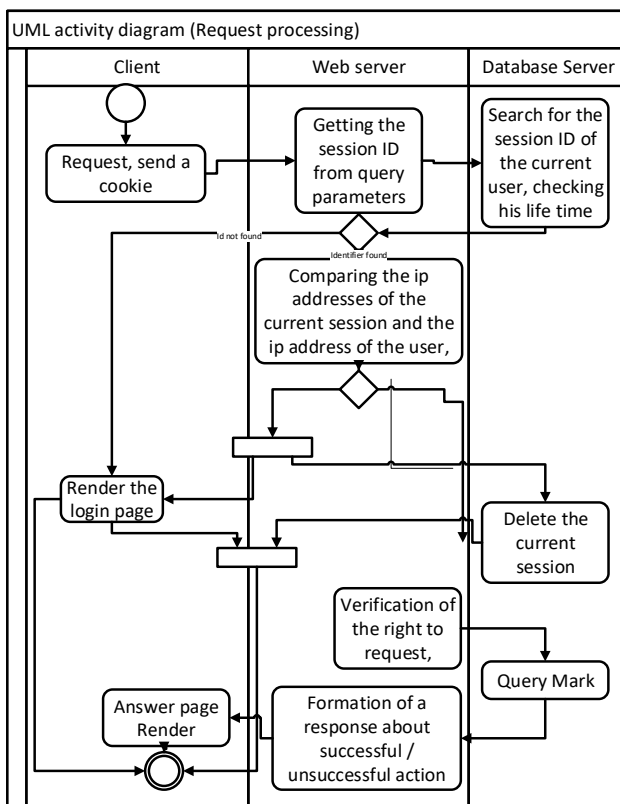 UML activity diagram (Request processing)
Client
Web server
Database Server
Request, send a
cookie
Getting the
session ID
from query
parameters
Search for the
session ID of
the current
user, checking
his life time
Id not found
Identifier found
Comparing the ip
addresses of the
current session and the
ip address of the user,
Render the
login page
Delete the
current
session
Verification of
the right to
request,
Query Mark
Answer page
Render
Formation of a
response about
successful /
unsuccessful action